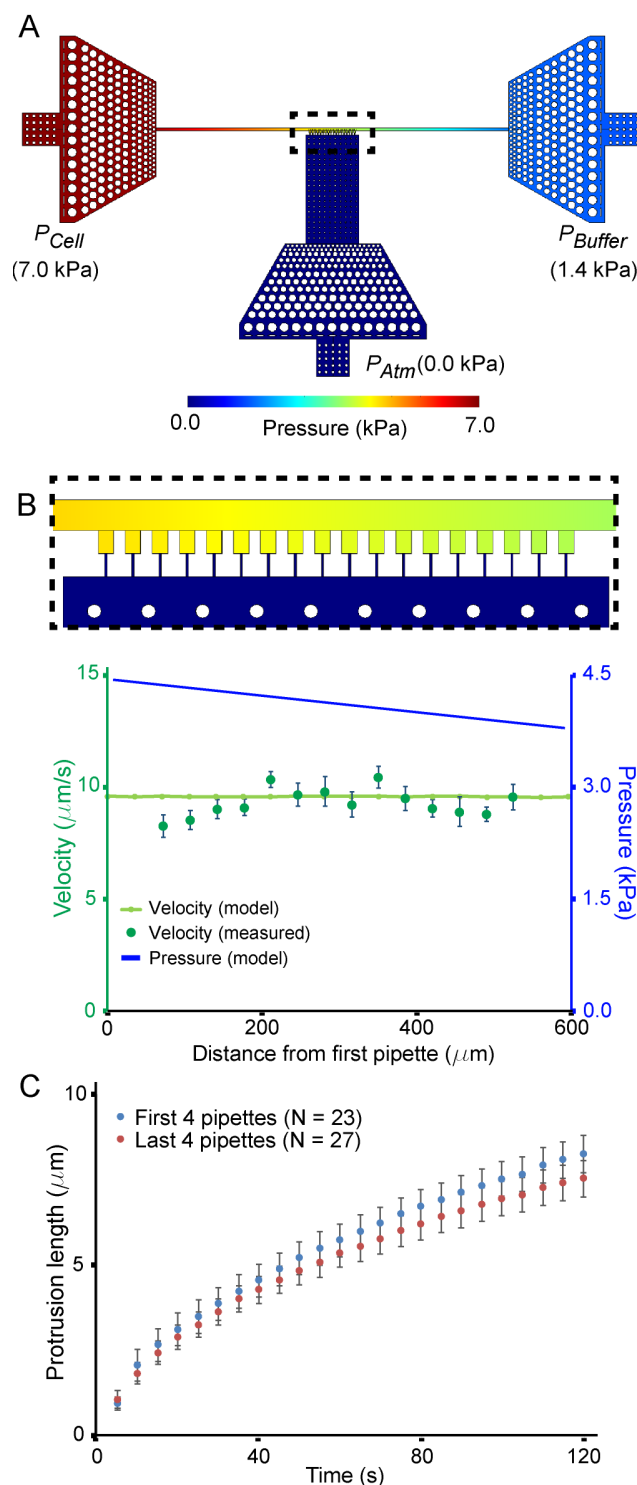 A
P_Cell
(7.0 kPa)
P_Buffer
(1.4 kPa)
P_Atm (0.0 kPa)
0.0
7.0
Pressure (kPa)
B
15
10
5
0
Velocity (μm/s)
4.5
3.0
1.5
0.0
Pressure (kPa)
Velocity (model)
Velocity (measured)
Pressure (model)
0
200
400
600
Distance from first pipette (μm)
C
10
5
0
Protrusion length (μm)
First 4 pipettes (N = 23)
Last 4 pipettes (N = 27)
0
40
80
120
Time (s)